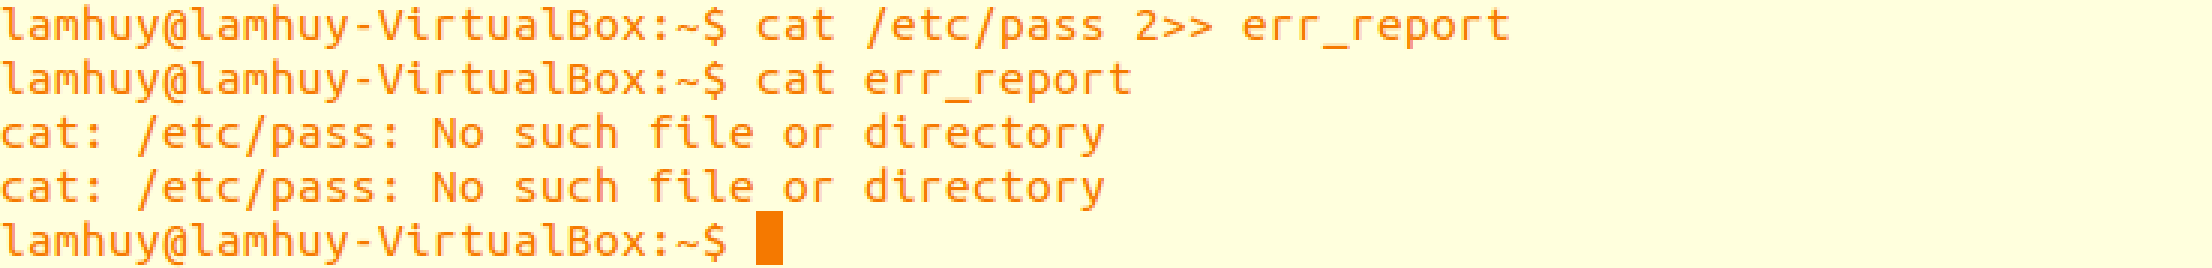 lamhuy@lamhuy-VirtualBox:~$ cat /etc/pass 2>> err_report
lamhuy@lamhuy-VirtualBox:~$ cat err_report
cat: /etc/pass: No such file or directory
cat: /etc/pass: No such file or directory
lamhuy@lamhuy-VirtualBox:~$